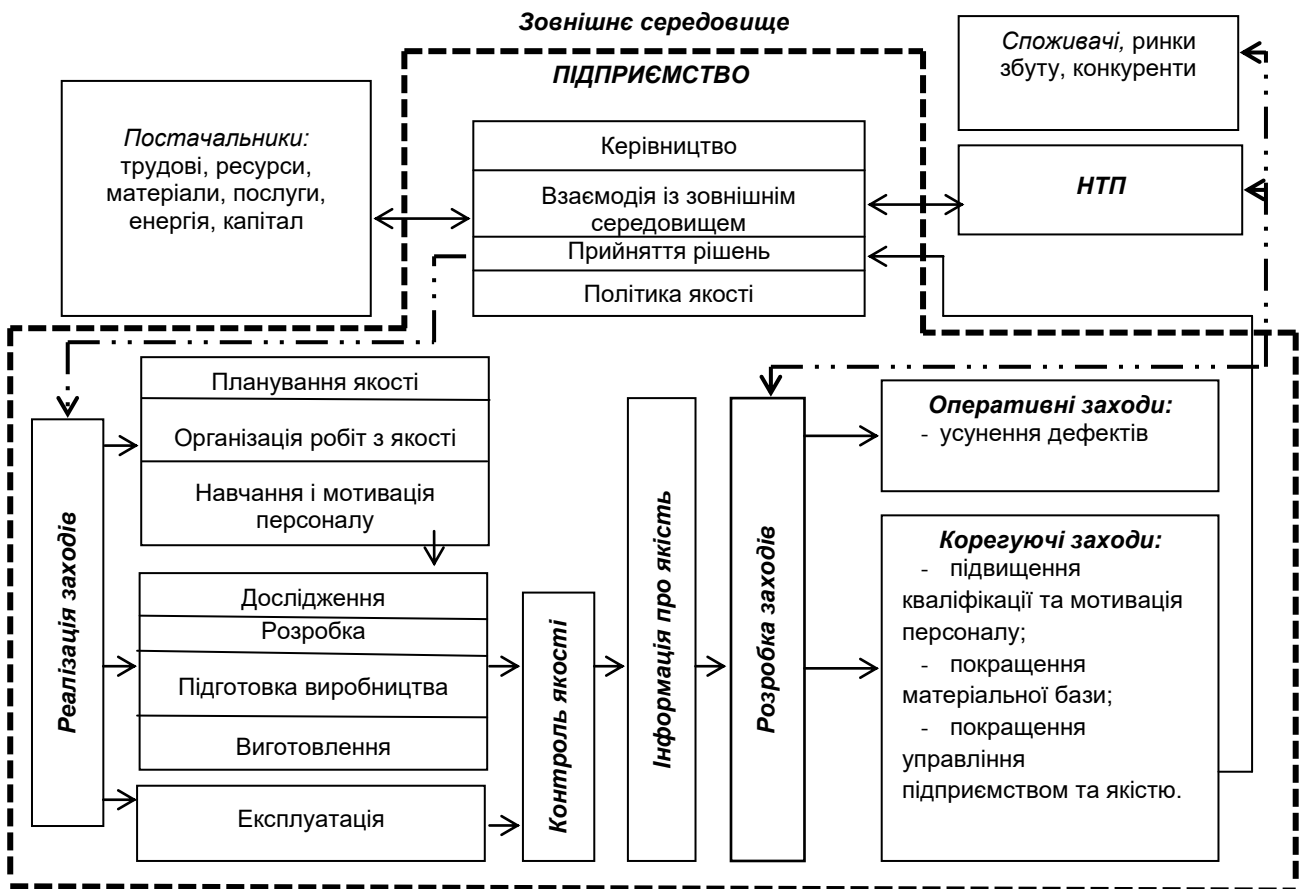 Зовнішнє середовище
ПІДПРИЄМСТВО
Постачальники:
трудові, ресурси,
матеріали, послуги,
енергія, капітал
Керівництво
Взаємодія із зовнішнім
середовищем
Прийняття рішень
Політика якості
Споживачі, ринки
збуту, конкуренти
НТП
Реалізація заходів
Планування якості
Організація робіт з якості
Навчання і мотивація
персоналу
Дослідження
Розробка
Підготовка виробництва
Виготовлення
Експлуатація
Контроль якості
Інформація про якість
Розробка заходів
Оперативні заходи:
- усунення дефектів
Корегуючі заходи:
- підвищення
кваліфікації та мотивація
персоналу;
- покращення
матеріальної бази;
- покращення
управління
підприємством та якістю.